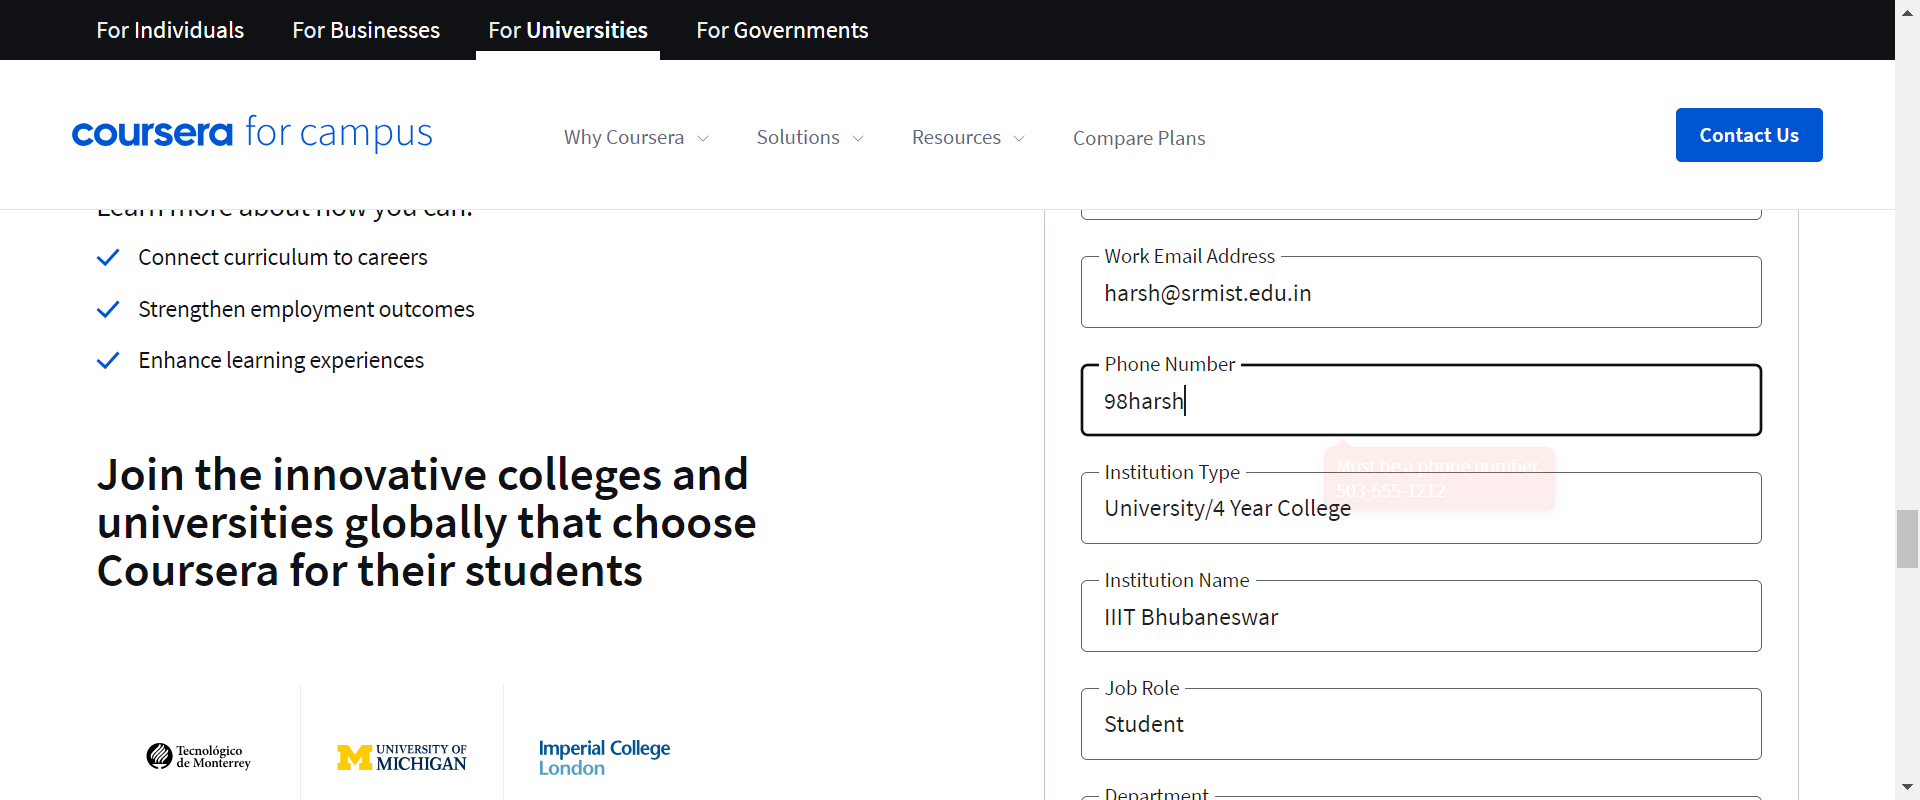 For Individuals
For Businesses
For Universities
For Governments
coursera for campus
Why Coursera
Solutions
Resources
Compare Plans
Contact Us
Learn more about how you can:
Connect curriculum to careers
Strengthen employment outcomes
Enhance learning experiences
Join the innovative colleges and
universities globally that choose
Coursera for their students
Tecnológico
de Monterrey
M UNIVERSITY OF
MICHIGAN
Imperial College
London
Work Email Address
harsh@srmist.edu.in
Phone Number
98harsh
Must be a phone number.
503-555-1212
Institution Type
University/4 Year College
Institution Name
IIIT Bhubaneswar
Job Role
Student
Department